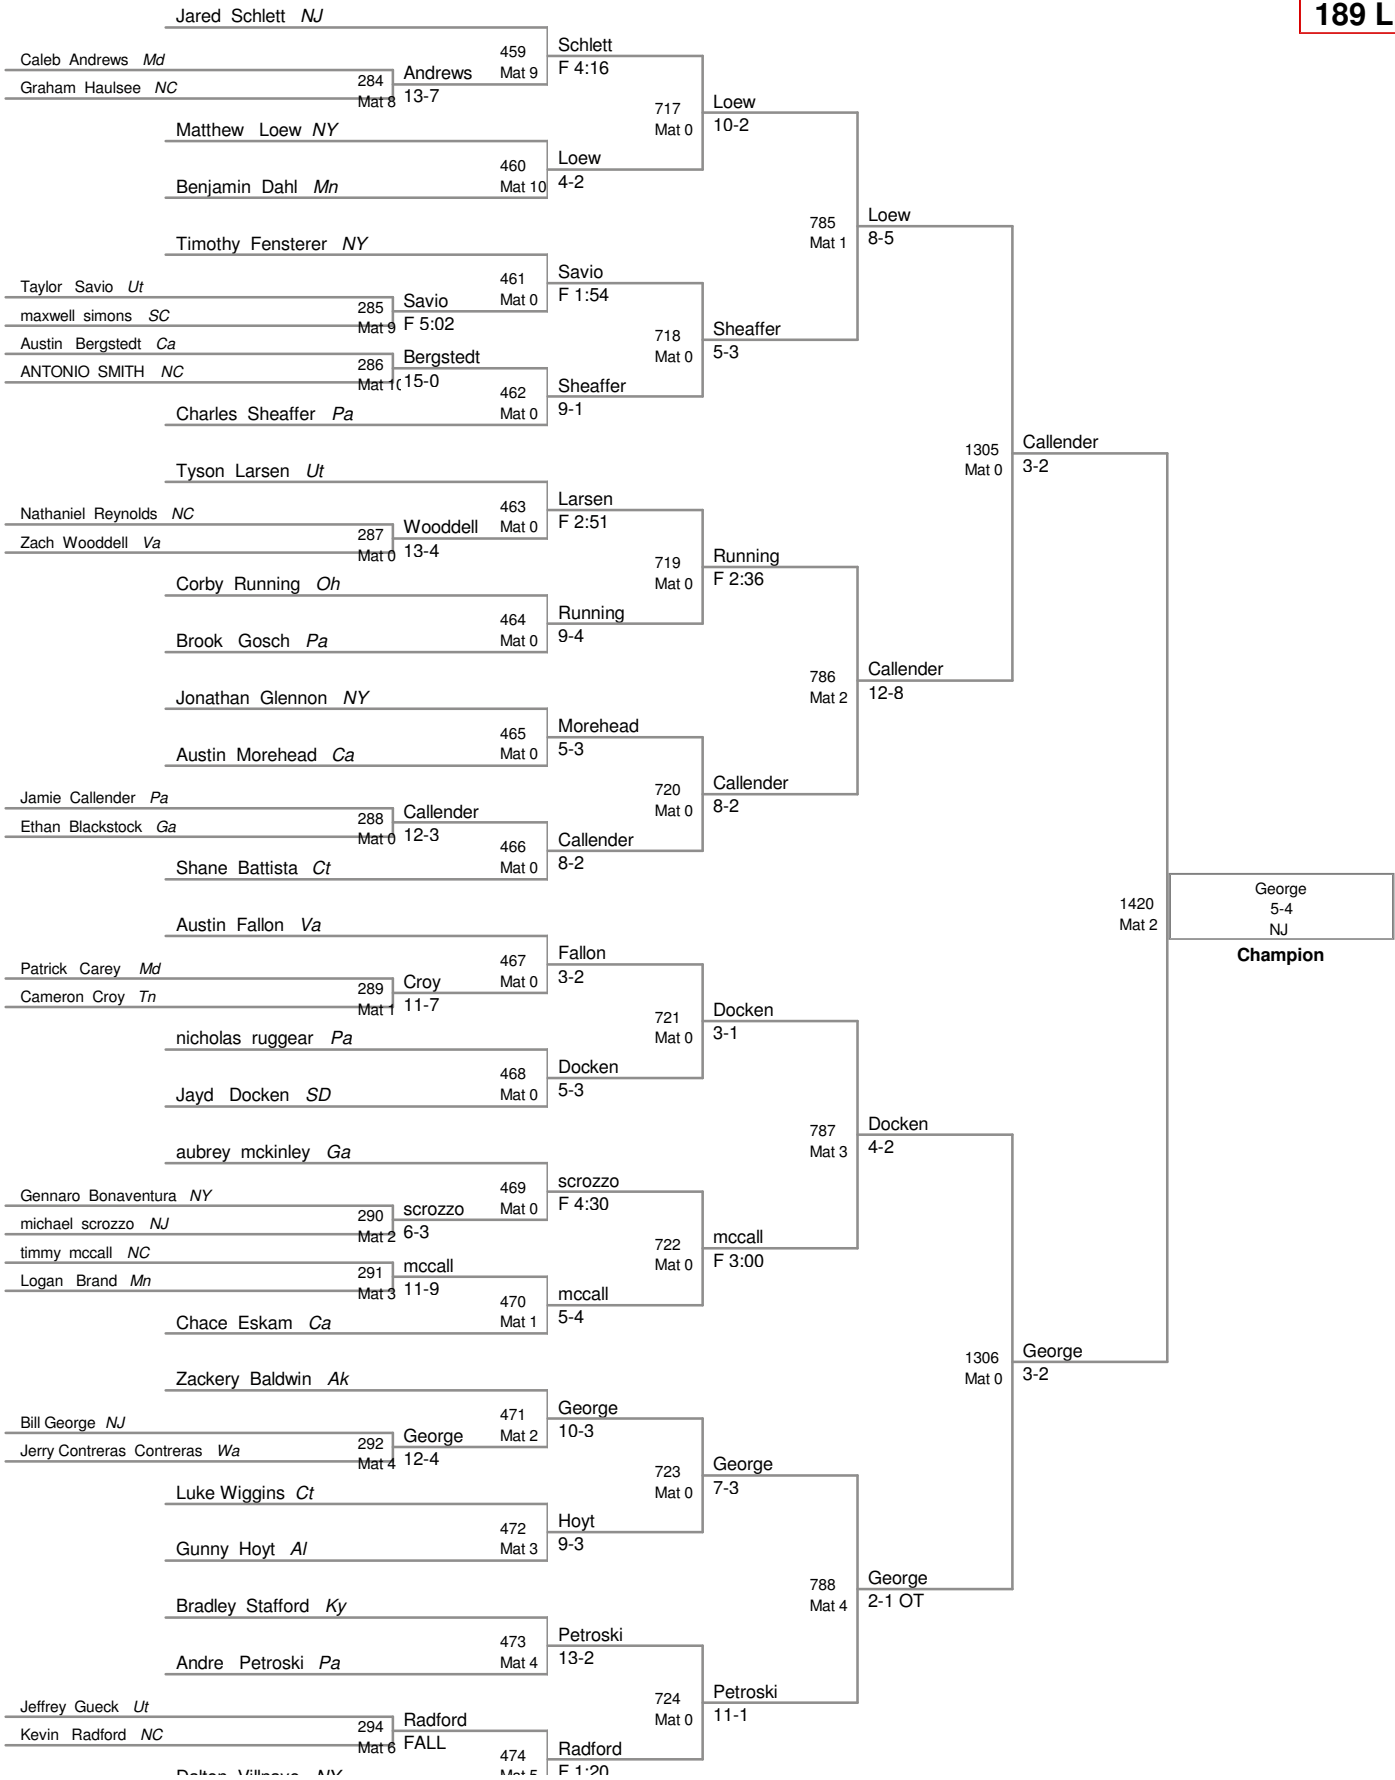 189 L
Jared Schlett NJ
Caleb Andrews Md
Graham Haulsee NC
284
Mat 8
Andrews
13-7
459
Mat 9
Schlett
F 4:16
Matthew Loew NY
Benjamin Dahl Mn
460
Mat 10
Loew
4-2
717
Mat 0
Loew
10-2
Timothy Fensterer NY
Taylor Savio Ut
maxwell simons SC
285
Mat 9
Savio
F 5:02
461
Mat 0
Savio
F 1:54
Austin Bergstedt Ca
ANTONIO SMITH NC
286
Mat 10
Bergstedt
15-0
Charles Sheaffer Pa
462
Mat 0
Sheaffer
9-1
718
Mat 0
Sheaffer
5-3
785
Mat 1
Loew
8-5
Tyson Larsen Ut
Nathaniel Reynolds NC
Zach Wooddell Va
287
Mat 0
Wooddell
13-4
463
Mat 0
Larsen
F 2:51
Corby Running Oh
Brook Gosch Pa
464
Mat 0
Running
9-4
719
Mat 0
Running
F 2:36
Jonathan Glennon NY
Austin Morehead Ca
465
Mat 0
Morehead
5-3
Jamie Callender Pa
Ethan Blackstock Ga
288
Mat 0
Callender
12-3
Shane Battista Ct
466
Mat 0
Callender
8-2
720
Mat 0
Callender
8-2
786
Mat 2
Callender
12-8
1305
Mat 0
Callender
3-2
Austin Fallon Va
Patrick Carey Md
Cameron Croy Tn
289
Mat 1
Croy
11-7
467
Mat 0
Fallon
3-2
nicholas ruggear Pa
Jayd Docken SD
468
Mat 0
Docken
5-3
721
Mat 0
Docken
3-1
aubrey mckinley Ga
Gennaro Bonaventura NY
michael scrozzo NJ
290
Mat 2
scrozzo
6-3
469
Mat 0
scrozzo
F 4:30
timmy mccall NC
Logan Brand Mn
291
Mat 3
mccall
11-9
Chace Eskam Ca
470
Mat 1
mccall
5-4
722
Mat 0
mccall
F 3:00
787
Mat 3
Docken
4-2
Zackery Baldwin Ak
Bill George NJ
Jerry Contreras Contreras Wa
292
Mat 4
George
12-4
471
Mat 2
George
10-3
Luke Wiggins Ct
Gunny Hoyt Al
472
Mat 3
Hoyt
9-3
723
Mat 0
George
7-3
Bradley Stafford Ky
Andre Petroski Pa
473
Mat 4
Petroski
13-2
Jeffrey Gueck Ut
Kevin Radford NC
294
Mat 6
Radford
FALL
474
Mat 5
Radford
F 1:20
724
Mat 0
Petroski
11-1
788
Mat 4
George
2-1 OT
1306
Mat 0
George
3-2
1420
Mat 2
George
5-4
NJ
Champion